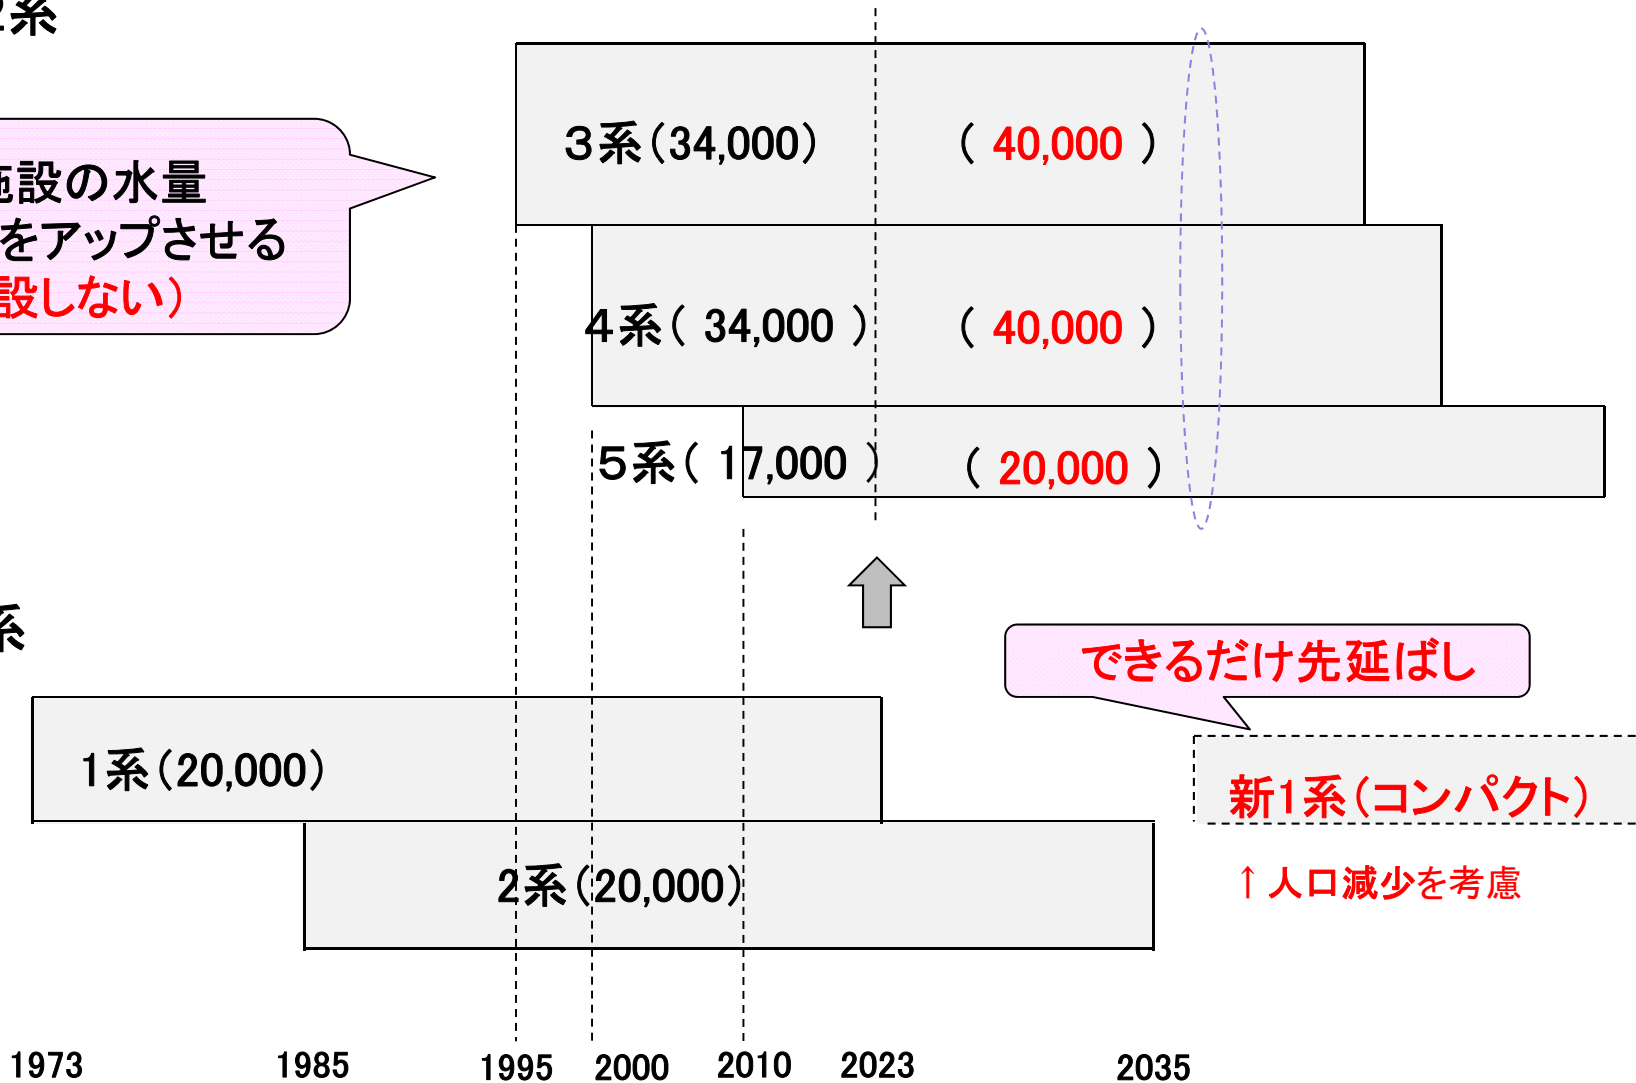 2系
施設の水量
をアップさせる
設しない）
3系（34,000） （ 40,000 ）
4系（ 34,000 ） （ 40,000 ）
5系（ 17,000 ） （ 20,000 ）
系
できるだけ先延ばし
1系（20,000）
新1系（コンパクト）
2系（20,000）
↑ 人口減少を考慮
1973 1985 1995 2000 2010 2023 2035